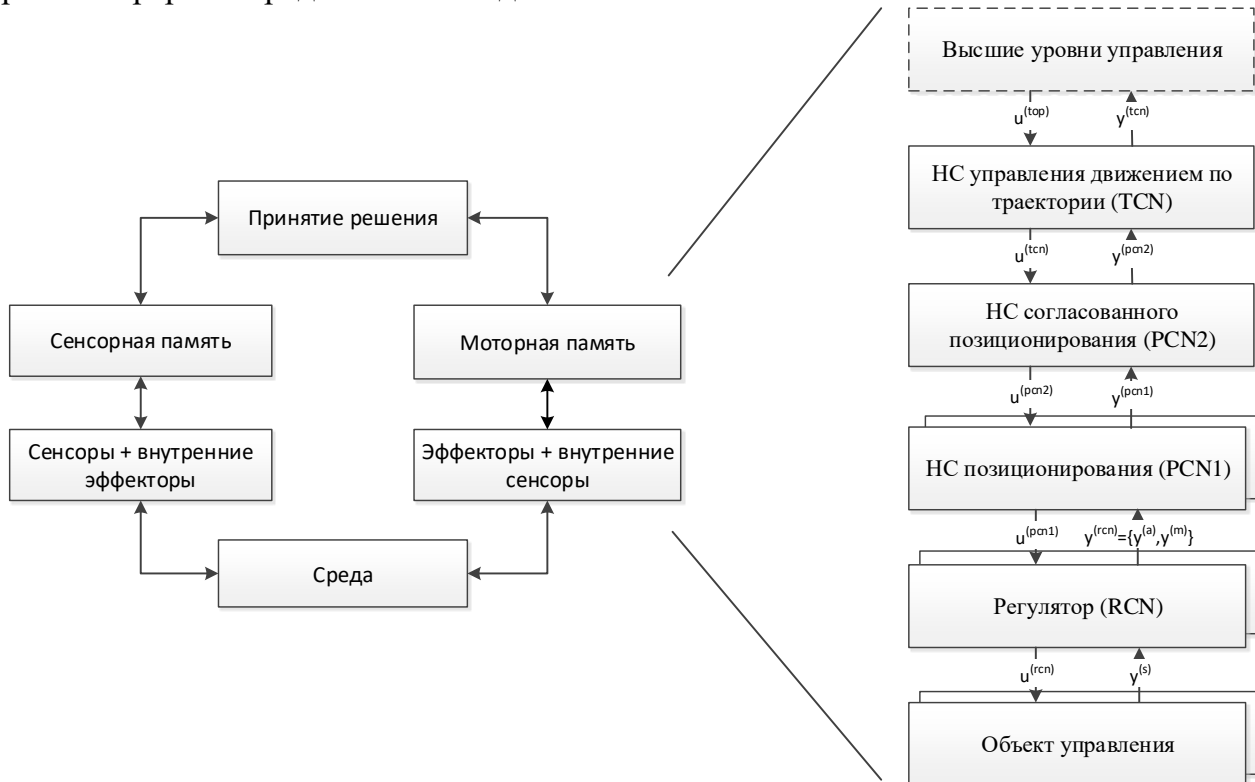 Принятие решения
Сенсорная память
Моторная память
Сенсоры + внутренние
эффекторы
Эффекторы + внутренние
сенсоры
Среда
Высшие уровни управления
u(top) y(tcn)
НС управления движением по
траектории (TCN)
u(tcn) y(pcn2)
НС согласованного
позиционирования (PCN2)
u(pcn2) y(pcn1)
НС позиционирования (PCN1)
u(pcn1) y(rcn)={y(a),y(m)}
Регулятор (RCN)
u(rcn) y(s)
Объект управления